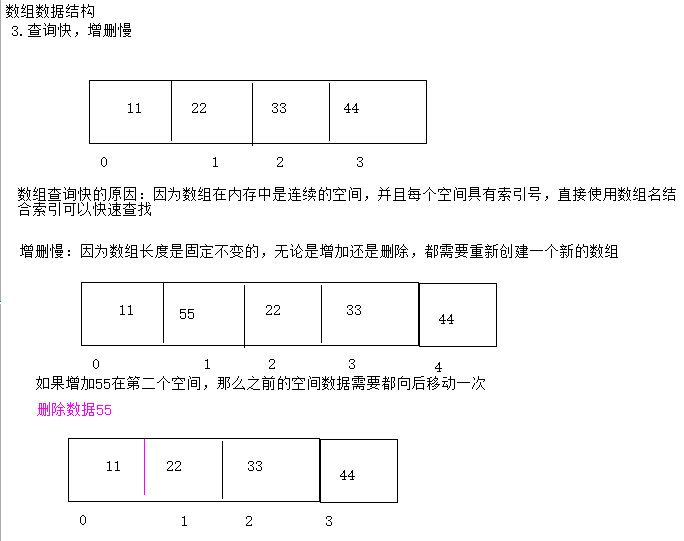 数组数据结构
3.查询快，增删慢
11 22 33 44
0 1 2 3
数组查询快的原因：因为数组在内存中是连续的空间，并且每个空间具有索引号，直接使用数组名结
合索引可以快速查找
增删慢：因为数组长度是固定不变的，无论是增加还是删除，都需要重新创建一个新的数组
11 55 22 33 44
0 1 2 3 4
如果增加55在第二个空间，那么之前的空间数据需要都向后移动一次
删除数据55
11 22 33 44
0 1 2 3